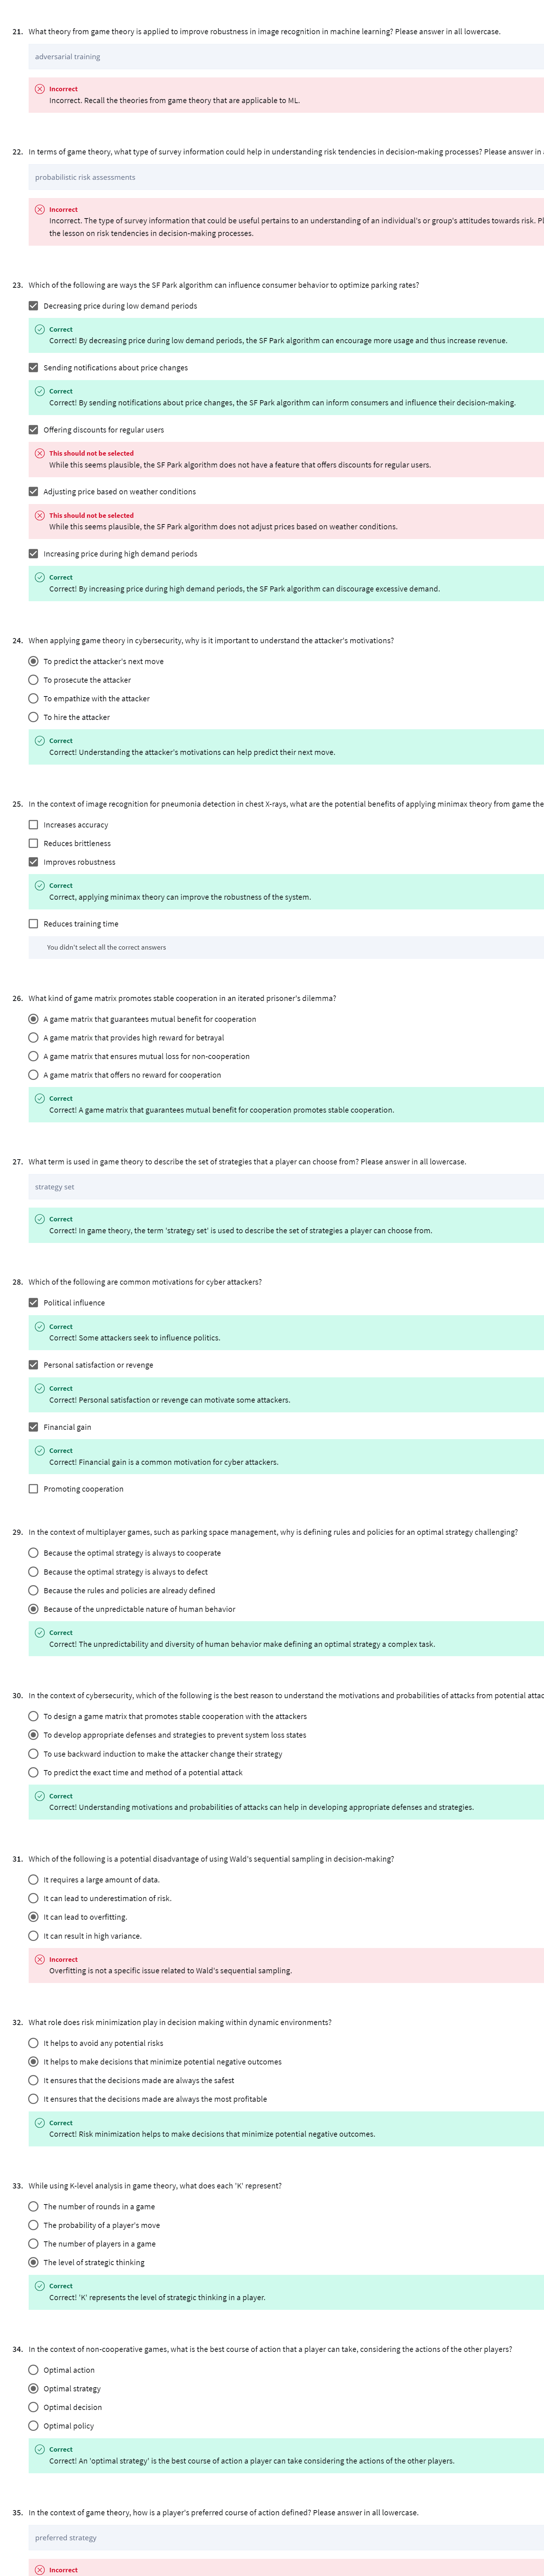 21. What theory from game theory is applied to improve robustness in image recognition in machine learning? Please answer in all lowercase.
adversarial training
Incorrect
Incorrect. Recall the theories from game theory that are applicable to ML.
22. In terms of game theory, what type of survey information could help in understanding risk tendencies in decision-making processes? Please answer in
probabilistic risk assessments
Incorrect
Incorrect. The type of survey information that could be useful pertains to an understanding of an individual's or group's attitudes towards risk. Pl
the lesson on risk tendencies in decision-making processes.
23. Which of the following are ways the SF Park algorithm can influence consumer behavior to optimize parking rates?
Decreasing price during low demand periods
Correct
Correct! By decreasing price during low demand periods, the SF Park algorithm can encourage more usage and thus increase revenue.
Sending notifications about price changes
Correct
Correct! By sending notifications about price changes, the SF Park algorithm can inform consumers and influence their decision-making.
Offering discounts for regular users
This should not be selected
While this seems plausible, the SF Park algorithm does not have a feature that offers discounts for regular users.
Adjusting price based on weather conditions
This should not be selected
While this seems plausible, the SF Park algorithm does not adjust prices based on weather conditions.
Increasing price during high demand periods
Correct
Correct! By increasing price during high demand periods, the SF Park algorithm can discourage excessive demand.
24. When applying game theory in cybersecurity, why is it important to understand the attacker's motivations?
To predict the attacker's next move
To prosecute the attacker
To empathize with the attacker
To hire the attacker
Correct
Correct! Understanding the attacker's motivations can help predict their next move.
25. In the context of image recognition for pneumonia detection in chest X-rays, what are the potential benefits of applying minimax theory from game the
Increases accuracy
Reduces brittleness
Improves robustness
Correct
Correct, applying minimax theory can improve the robustness of the system.
Reduces training time
You didn't select all the correct answers
26. What kind of game matrix promotes stable cooperation in an iterated prisoner's dilemma?
A game matrix that guarantees mutual benefit for cooperation
A game matrix that provides high reward for betrayal
A game matrix that ensures mutual loss for non-cooperation
A game matrix that offers no reward for cooperation
Correct
Correct! A game matrix that guarantees mutual benefit for cooperation promotes stable cooperation.
27. What term is used in game theory to describe the set of strategies that a player can choose from? Please answer in all lowercase.
strategy set
Correct
Correct! In game theory, the term 'strategy set' is used to describe the set of strategies a player can choose from.
28. Which of the following are common motivations for cyber attackers?
Political influence
Correct
Correct! Some attackers seek to influence politics.
Personal satisfaction or revenge
Correct
Correct! Personal satisfaction or revenge can motivate some attackers.
Financial gain
Correct
Correct! Financial gain is a common motivation for cyber attackers.
Promoting cooperation
29. In the context of multiplayer games, such as parking space management, why is defining rules and policies for an optimal strategy challenging?
Because the optimal strategy is always to cooperate
Because the optimal strategy is always to defect
Because the rules and policies are already defined
Because of the unpredictable nature of human behavior
Correct
Correct! The unpredictability and diversity of human behavior make defining an optimal strategy a complex task.
30. In the context of cybersecurity, which of the following is the best reason to understand the motivations and probabilities of attacks from potential attac
To design a game matrix that promotes stable cooperation with the attackers
To develop appropriate defenses and strategies to prevent system loss states
To use backward induction to make the attacker change their strategy
To predict the exact time and method of a potential attack
Correct
Correct! Understanding motivations and probabilities of attacks can help in developing appropriate defenses and strategies.
31. Which of the following is a potential disadvantage of using Wald's sequential sampling in decision-making?
It requires a large amount of data.
It can lead to underestimation of risk.
It can lead to overfitting.
It can result in high variance.
Incorrect
Overfitting is not a specific issue related to Wald's sequential sampling.
32. What role does risk minimization play in decision making within dynamic environments?
It helps to avoid any potential risks
It helps to make decisions that minimize potential negative outcomes
It ensures that the decisions made are always the safest
It ensures that the decisions made are always the most profitable
Correct
Correct! Risk minimization helps to make decisions that minimize potential negative outcomes.
33. While using K-level analysis in game theory, what does each 'K' represent?
The number of rounds in a game
The probability of a player's move
The number of players in a game
The level of strategic thinking
Correct
Correct! 'K' represents the level of strategic thinking in a player.
34. In the context of non-cooperative games, what is the best course of action that a player can take, considering the actions of the other players?
Optimal action
Optimal strategy
Optimal decision
Optimal policy
Correct
Correct! An 'optimal strategy' is the best course of action a player can take considering the actions of the other players.
35. In the context of game theory, how is a player's preferred course of action defined? Please answer in all lowercase.
preferred strategy
Incorrect